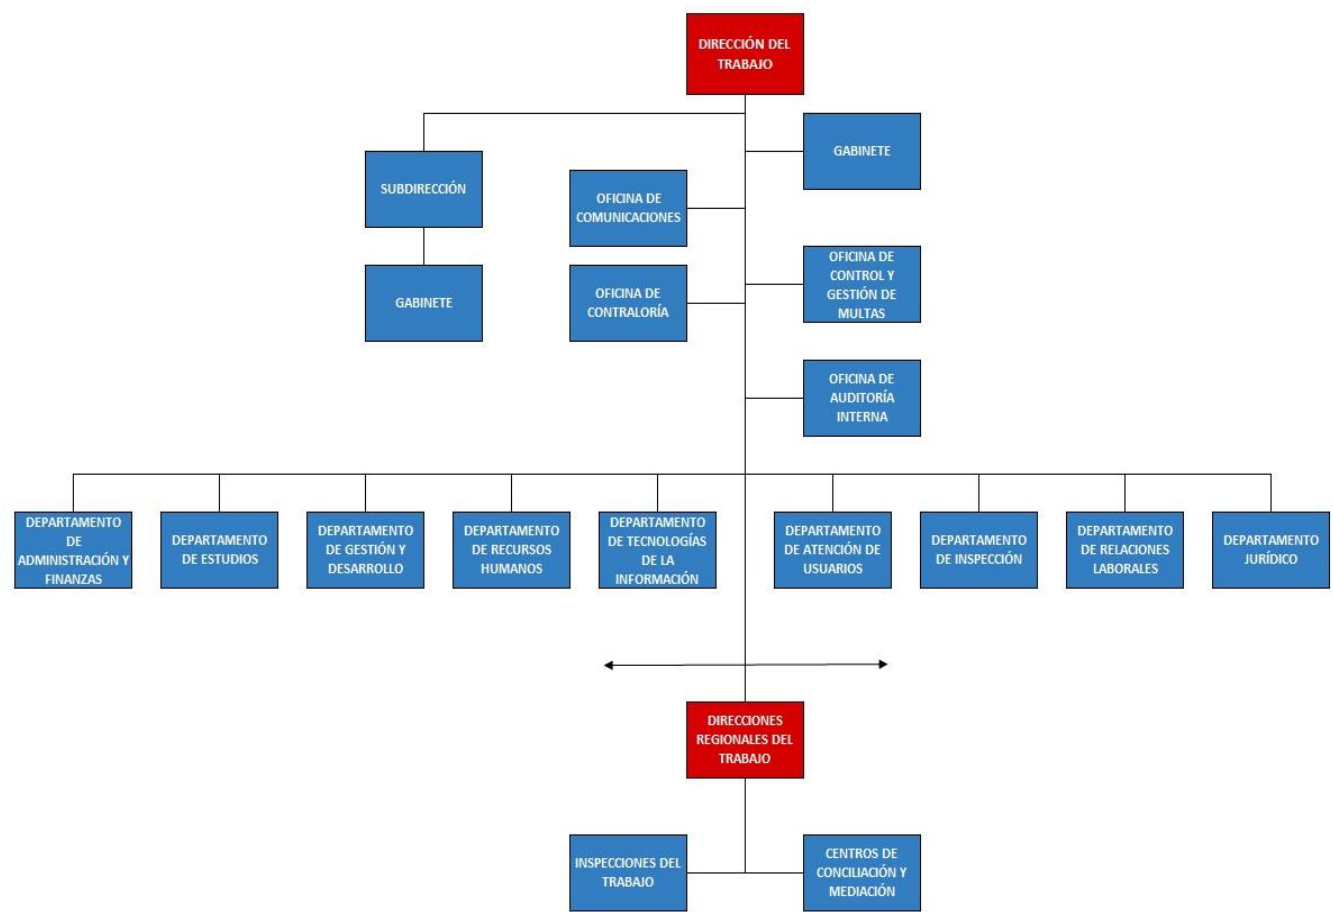 DIRECCIÓN DEL
TRABAJO
GABINETE
SUBDIRECCIÓN
OFICINA DE
COMUNICACIONES
OFICINA DE
CONTROL Y
GESTIÓN DE
MULTAS
GABINETE
OFICINA DE
CONTRALORÍA
OFICINA DE
AUDITORÍA
INTERNA
DEPARTAMENTO
DE
ADMINISTRACIÓN Y
FINANZAS
DEPARTAMENTO
DE ESTUDIOS
DEPARTAMENTO
DE GESTIÓN Y
DESARROLLO
DEPARTAMENTO
DE RECURSOS
HUMANOS
DEPARTAMENTO
DE TECNOLOGÍAS
DE LA
INFORMACIÓN
DEPARTAMENTO
DE ATENCIÓN DE
USUARIOS
DEPARTAMENTO
DE INSPECCIÓN
DEPARTAMENTO
DE RELACIONES
LABORALES
DEPARTAMENTO
JURÍDICO
DIRECCIONES
REGIONALES DEL
TRABAJO
INSPECCIONES DEL
TRABAJO
CENTROS DE
CONCILIACIÓN Y
MEDIACIÓN